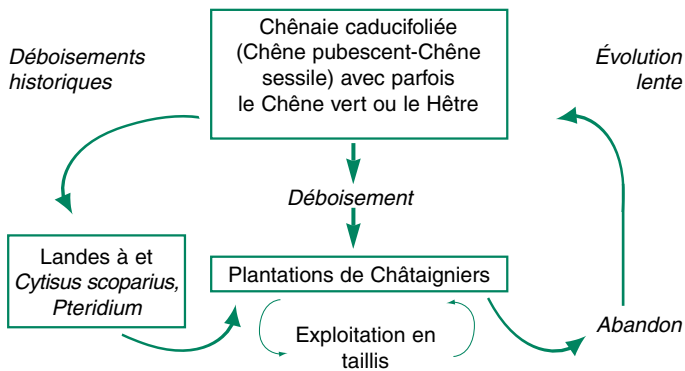 Déboisements
historiques
Chênaie caducifoliée
(Chêne pubescent-Chêne
sessile) avec parfois
le Chêne vert ou le Hêtre
Évolution
lente
Déboisement
Landes à et
Cytisus scoparius,
Pteridium
Plantations de Châtaigniers
Exploitation en
taillis
Abandon